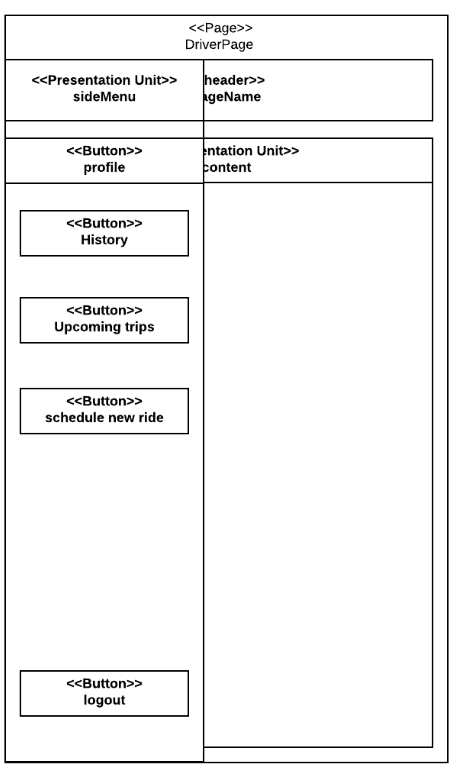 <<Page>>
DriverPage
<<Presentation Unit>>
sideMenu
header>>
ageName
<<Button>>
profile
entation Unit>>
content
<<Button>>
History
<<Button>>
Upcoming trips
<<Button>>
schedule new ride
<<Button>>
logout